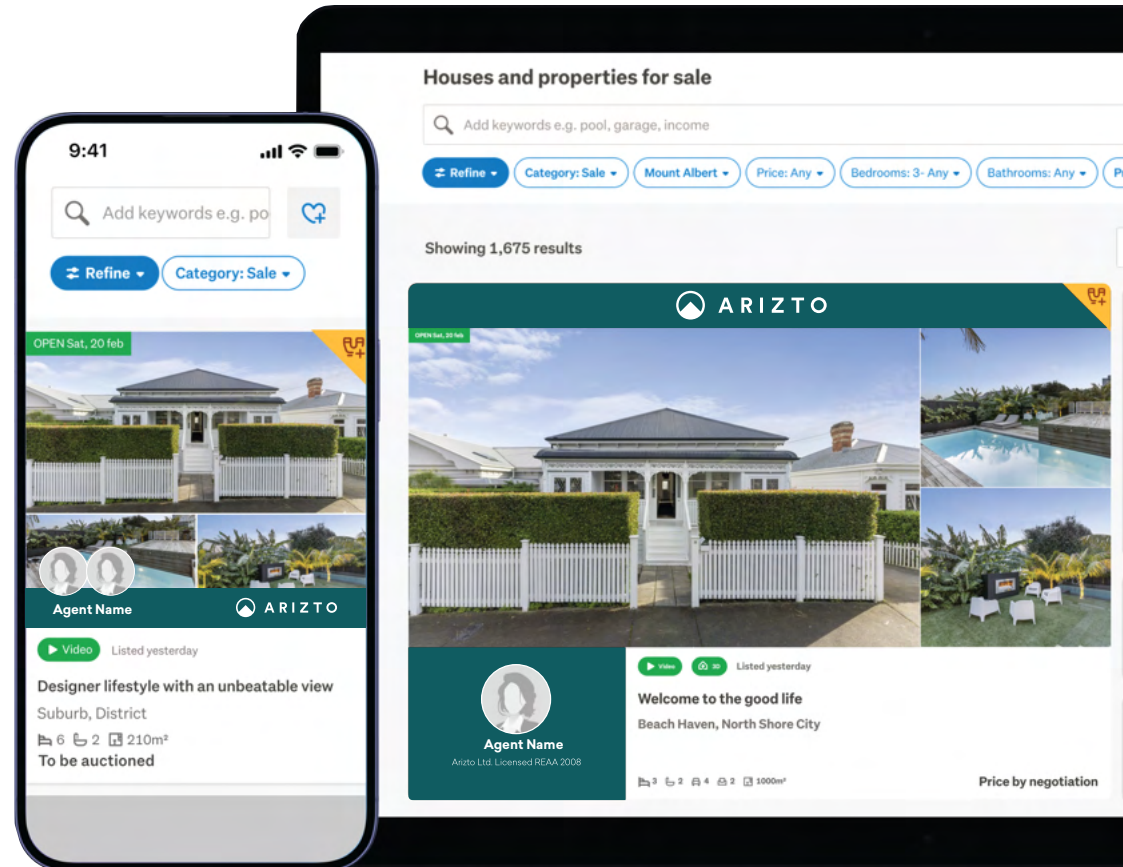 9:41
Add keywords e.g. po
Refine
Category: Sale
OPEN Sat, 20 feb
Agent Name
ARIZTO
Video
Listed yesterday
Designer lifestyle with an unbeatable view
Suburb, District
6 2 210m²
To be auctioned
Houses and properties for sale
Add keywords e.g. pool, garage, income
Refine
Category: Sale
Mount Albert
Price: Any
Bedrooms: 3- Any
Bathrooms: Any
Showing 1,675 results
ARIZTO
OPEN Sat, 20 feb
Agent Name
Arizto Ltd. Licensed REAA 2008
Video
3D
Listed yesterday
Welcome to the good life
Beach Haven, North Shore City
3 2 4 2 1000m²
Price by negotiation